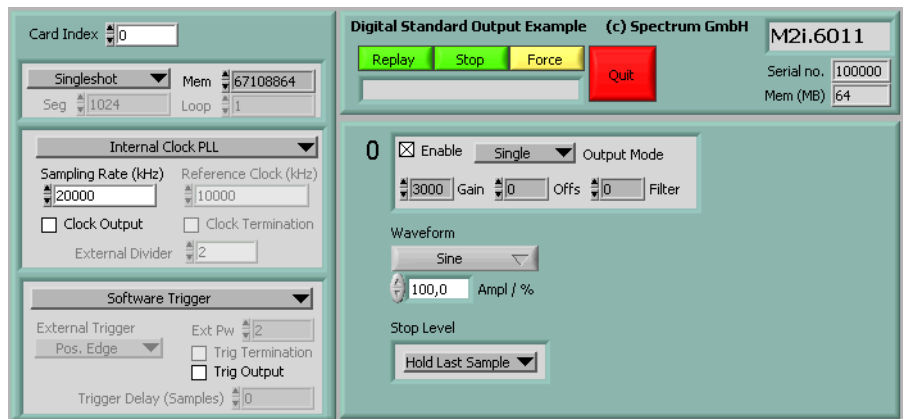 Card Index 0
Singleshot Mem 67108864
Seg 1024 Loop 1
Internal Clock PLL
Sampling Rate (kHz) Reference Clock (kHz)
20000 10000
Clock Output Clock Termination
External Divider 2
Software Trigger
External Trigger Ext Pw 2
Pos. Edge Trig Termination
Trig Output
Trigger Delay (Samples) 0
Digital Standard Output Example (c) Spectrum GmbH
Replay Stop Force Quit
M2i.6011
Serial no. 100000
Mem (MB) 64
0 Enable Single Output Mode
3000 Gain 0 Offs 0 Filter
Waveform
Sine
100,0 Ampl / %
Stop Level
Hold Last Sample